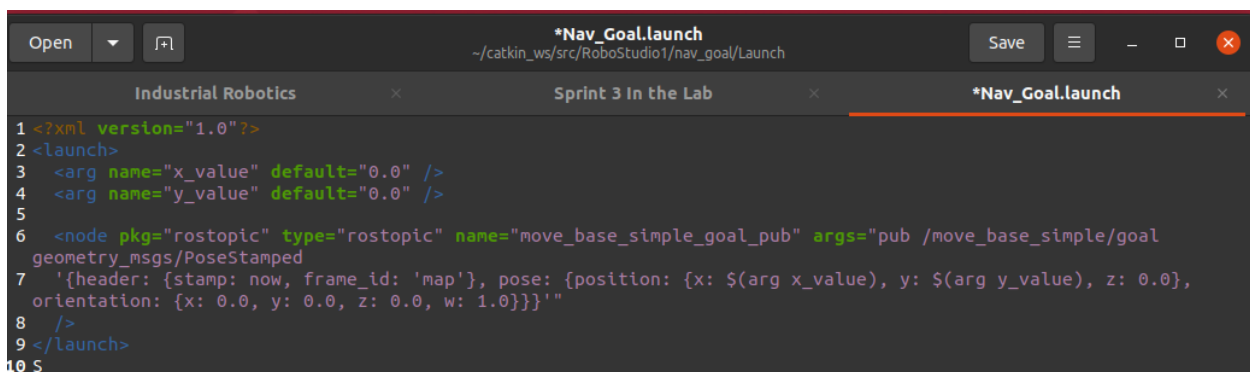 Open
*Nav_Goal.launch
~/catkin_ws/src/RoboStudio1/nav_goal/Launch
Save
Industrial Robotics
Sprint 3 In the Lab
*Nav_Goal.launch
1 <?xml version="1.0"?>
2 <launch>
3   <arg name="x_value" default="0.0" />
4   <arg name="y_value" default="0.0" />
5
6   <node pkg="rostopic" type="rostopic" name="move_base_simple_goal_pub" args="pub /move_base_simple/goal
geometry_msgs/PoseStamped
7   '{header: {stamp: now, frame_id: 'map'}, pose: {position: {x: $(arg x_value), y: $(arg y_value), z: 0.0},
orientation: {x: 0.0, y: 0.0, z: 0.0, w: 1.0}}}'"
8   />
9 </launch>
10 S